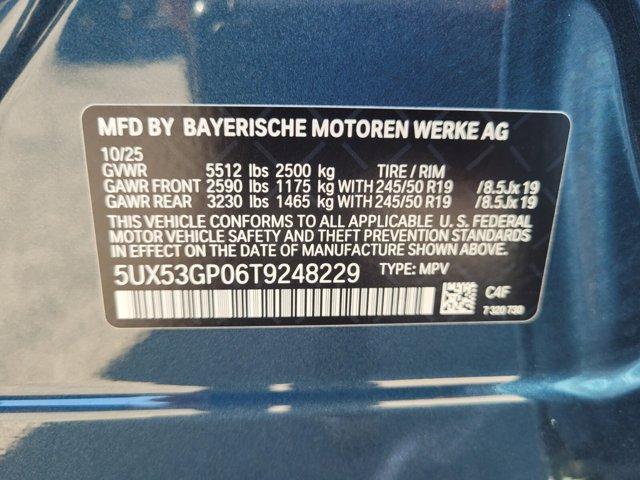 MFD BY BAYERISCHE MOTOREN WERKE AG
10/25
GVWR 5512 lbs 2500 kg TIRE / RIM
GAWR FRONT 2590 lbs 1175 kg WITH 245/50 R19 /8.5Jx19
GAWR REAR 3230 lbs 1465 kg WITH 245/50 R19 /8.5Jx19
THIS VEHICLE CONFORMS TO ALL APPLICABLE U. S. FEDERAL
MOTOR VEHICLE SAFETY AND THEFT PREVENTION STANDARDS
IN EFFECT ON THE DATE OF MANUFACTURE SHOWN ABOVE.
5UX53GP06T9248229 TYPE: MPV
C4F
7 320 730